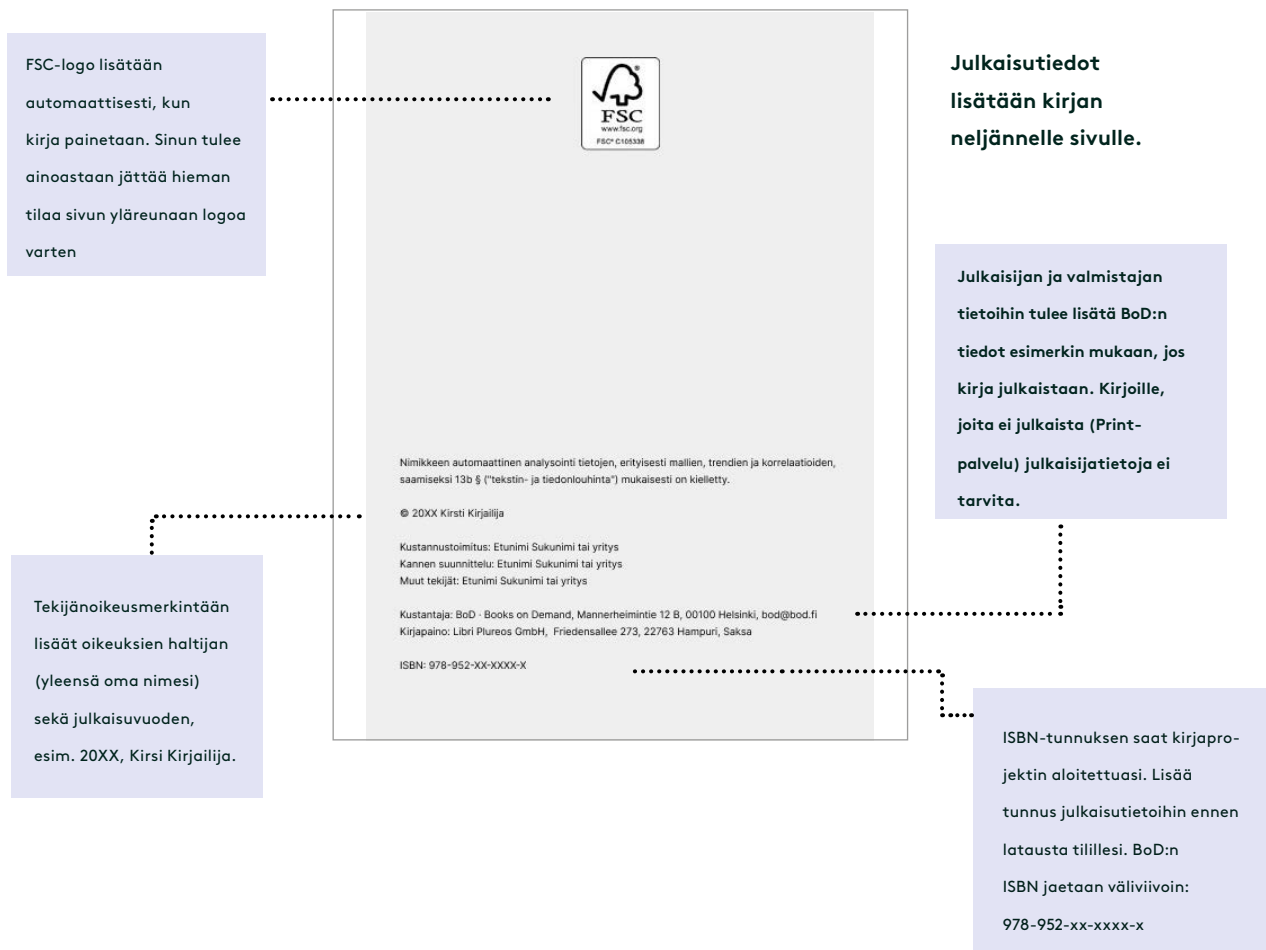 FSC-logo lisätään
automaattisesti, kun
kirja painetaan. Sinun tulee
ainoastaan jättää hieman
tilaa sivun yläreunaan logoa
varten
FSC
www.fsc.org
FSC® C105338
Julkaisutiedot
lisätään kirjan
neljännelle sivulle.
Julkaisijan ja valmistajan
tietoihin tulee lisätä BoD:n
tiedot esimerkin mukaan, jos
kirja julkaistaan. Kirjoille,
joita ei julkaista (Print-
palvelu) julkaisijatietoja ei
tarvita.
Nimikkeen automaattinen analysointi tietojen, erityisesti mallien, trendien ja korrelaatioiden,
saamiseksi 13b § ("tekstin- ja tiedonlouhinta") mukaisesti on kielletty.
© 20XX Kirsti Kirjailija
Kustannustoimitus: Etunimi Sukunimi tai yritys
Kannen suunnittelu: Etunimi Sukunimi tai yritys
Muut tekijät: Etunimi Sukunimi tai yritys
Kustantaja: BoD · Books on Demand, Mannerheimintie 12 B, 00100 Helsinki, bod@bod.fi
Kirjapaino: Libri Plureos GmbH, Friedensallee 273, 22763 Hampuri, Saksa
ISBN: 978-952-XX-XXXX-X
Tekijänoikeusmerkintään
lisäät oikeuksien haltijan
(yleensä oma nimesi)
sekä julkaisuvuoden,
esim. 20XX, Kirsi Kirjailija.
ISBN-tunnuksen saat kirjapro-
jektin aloitettuasi. Lisää
tunnus julkaisutietoihin ennen
latausta tilillesi. BoD:n
ISBN jaetaan väliviivoin:
978-952-xx-xxxx-x